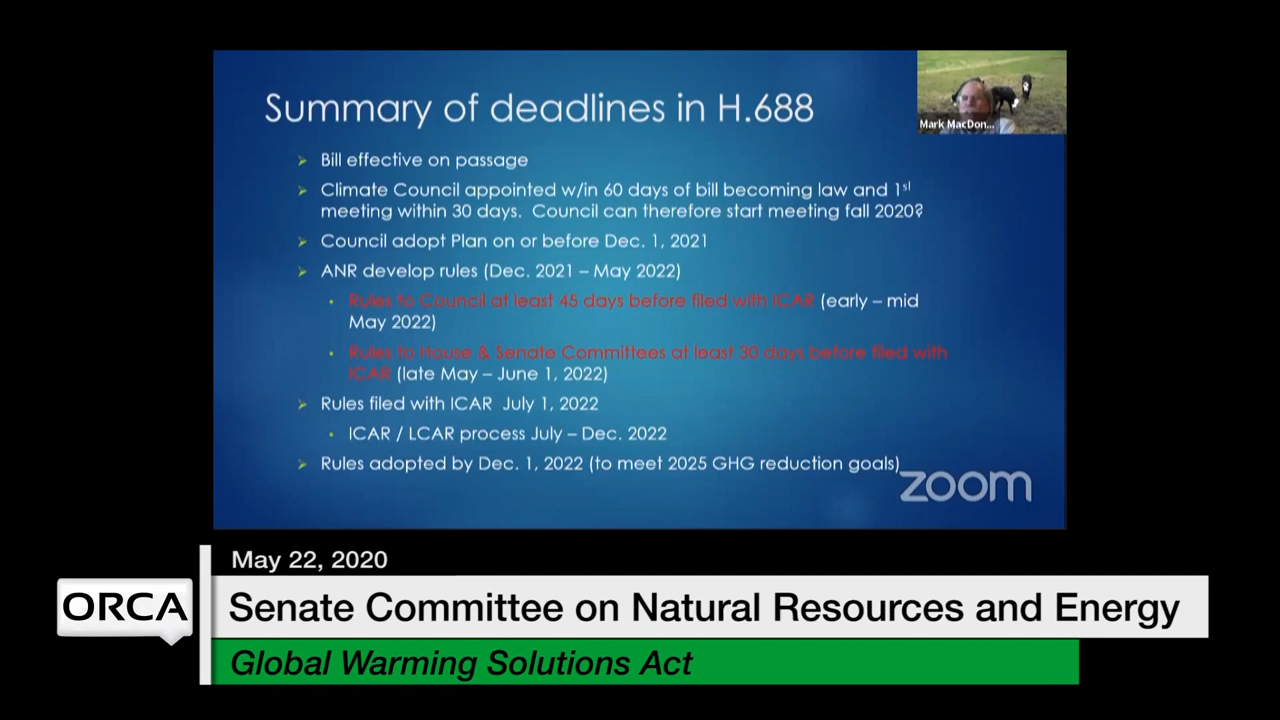 Summary of deadlines in H.688
Mark MacDon...
Bill effective on passage
Climate Council appointed w/in 60 days of bill becoming law and 1st
meeting within 30 days. Council can therefore start meeting fall 2020?
Council adopt Plan on or before Dec. 1, 2021
ANR develop rules (Dec. 2021 – May 2022)
Rules to Council at least 45 days before filed with ICAR (early – mid
May 2022)
Rules to House & Senate Committees at least 30 days before filed with
ICAR (late May – June 1, 2022)
Rules filed with ICAR July 1, 2022
ICAR / LCAR process July – Dec. 2022
Rules adopted by Dec. 1, 2022 (to meet 2025 GHG reduction goals)
zoom
May 22, 2020
ORCA
Senate Committee on Natural Resources and Energy
Global Warming Solutions Act